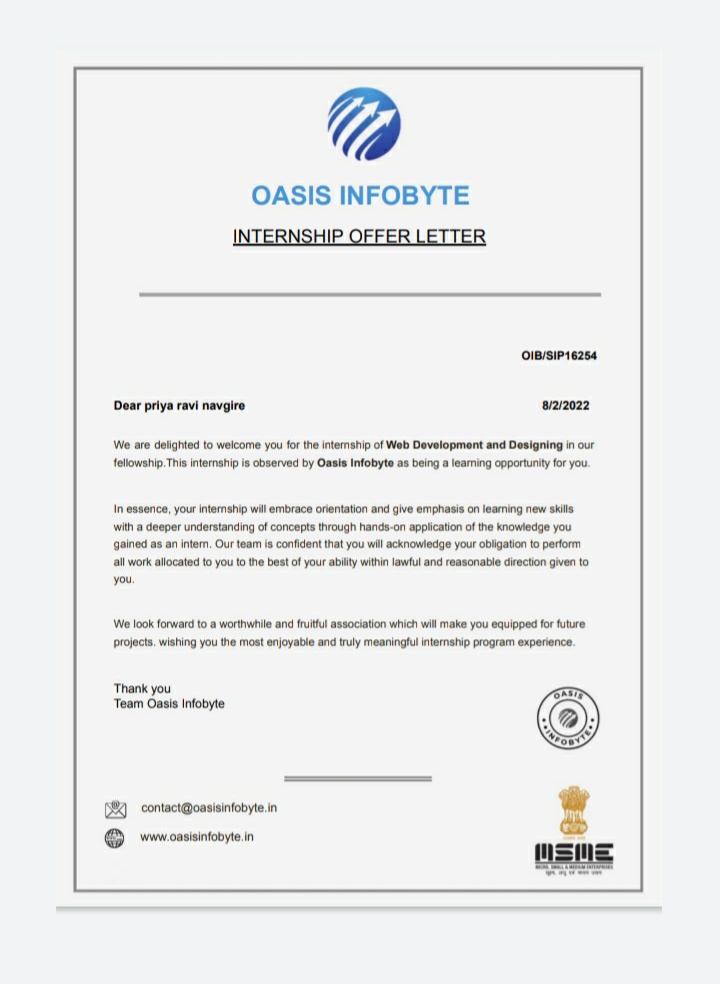 OASIS INFOBYTE
INTERNSHIP OFFER LETTER
OIB/SIP16254
Dear priya ravi navgire
8/2/2022
We are delighted to welcome you for the internship of Web Development and Designing in our
fellowship.This internship is observed by Oasis Infobyte as being a learning opportunity for you.
In essence, your internship will embrace orientation and give emphasis on learning new skills
with a deeper understanding of concepts through hands-on application of the knowledge you
gained as an intern. Our team is confident that you will acknowledge your obligation to perform
all work allocated to you to the best of your ability within lawful and reasonable direction given to
you.
We look forward to a worthwhile and fruitful association which will make you equipped for future
projects. wishing you the most enjoyable and truly meaningful internship program experience.
Thank you
Team Oasis Infobyte
OASIS
INFOBYTE
contact@oasisinfobyte.in
www.oasisinfobyte.in
MSME
MICRO, SMALL & MEDIUM ENTERPRISES